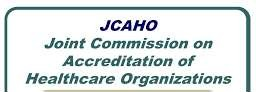 JCAHO
Joint Commission on
Accreditation of
Healthcare Organizations